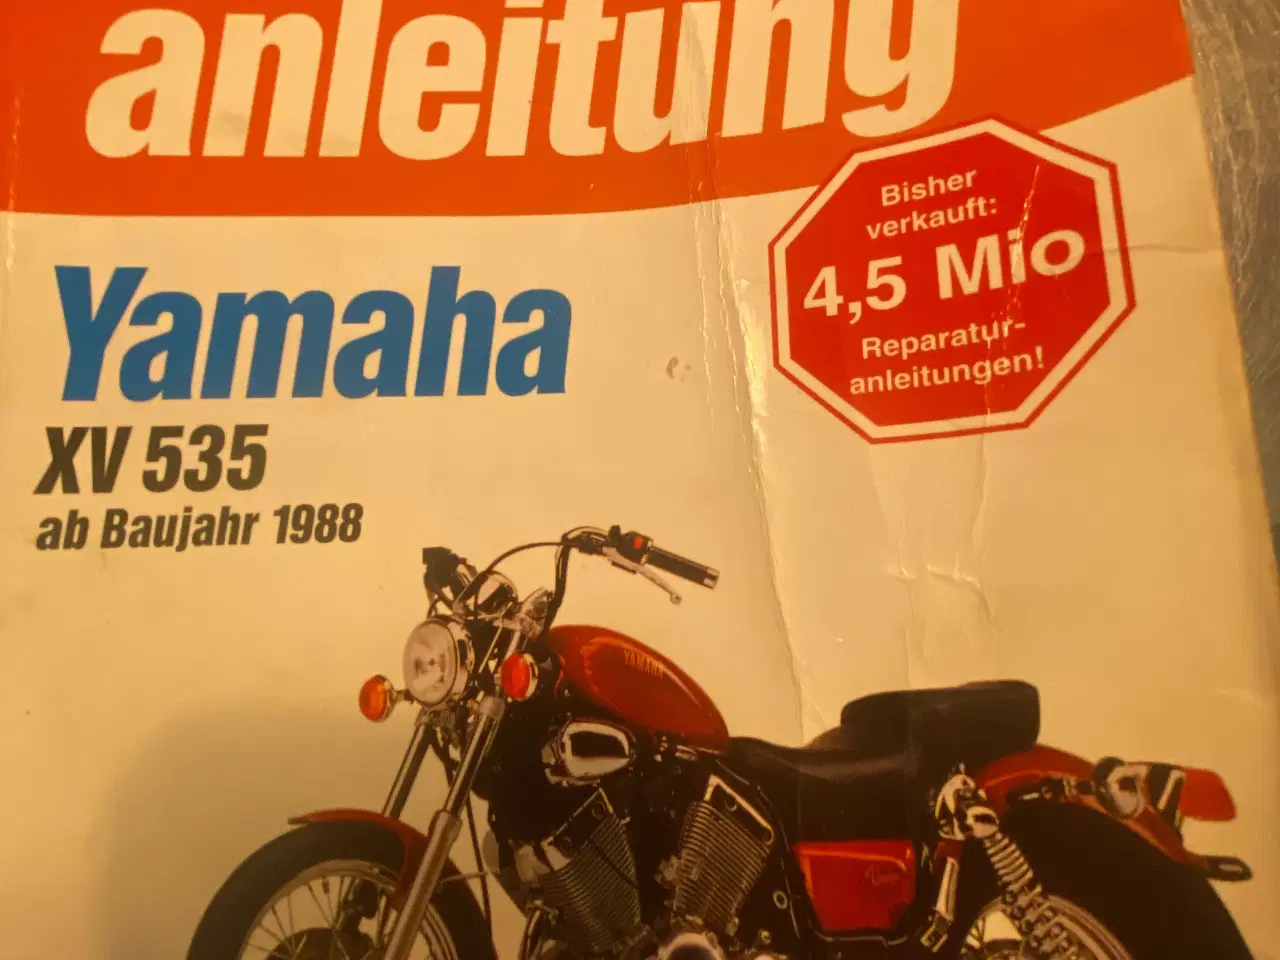 anleitung
Bisher
verkauft:
4,5 Mio
Reparatur-
anleitungen!
Yamaha
XV 535
ab Baujahr 1988
YAMAHA